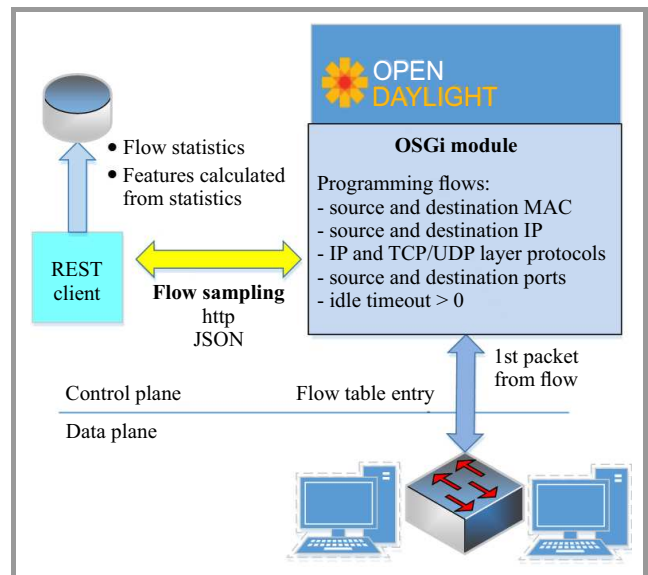 OPEN
DAYLIGHT
• Flow statistics
• Features calculated
from statistics
OSGi module
Programming flows:
- source and destination MAC
- source and destination IP
- IP and TCP/UDP layer protocols
- source and destination ports
- idle timeout > 0
REST
client
Flow sampling
http
JSON
1st packet
from flow
Control plane
Flow table entry
Data plane